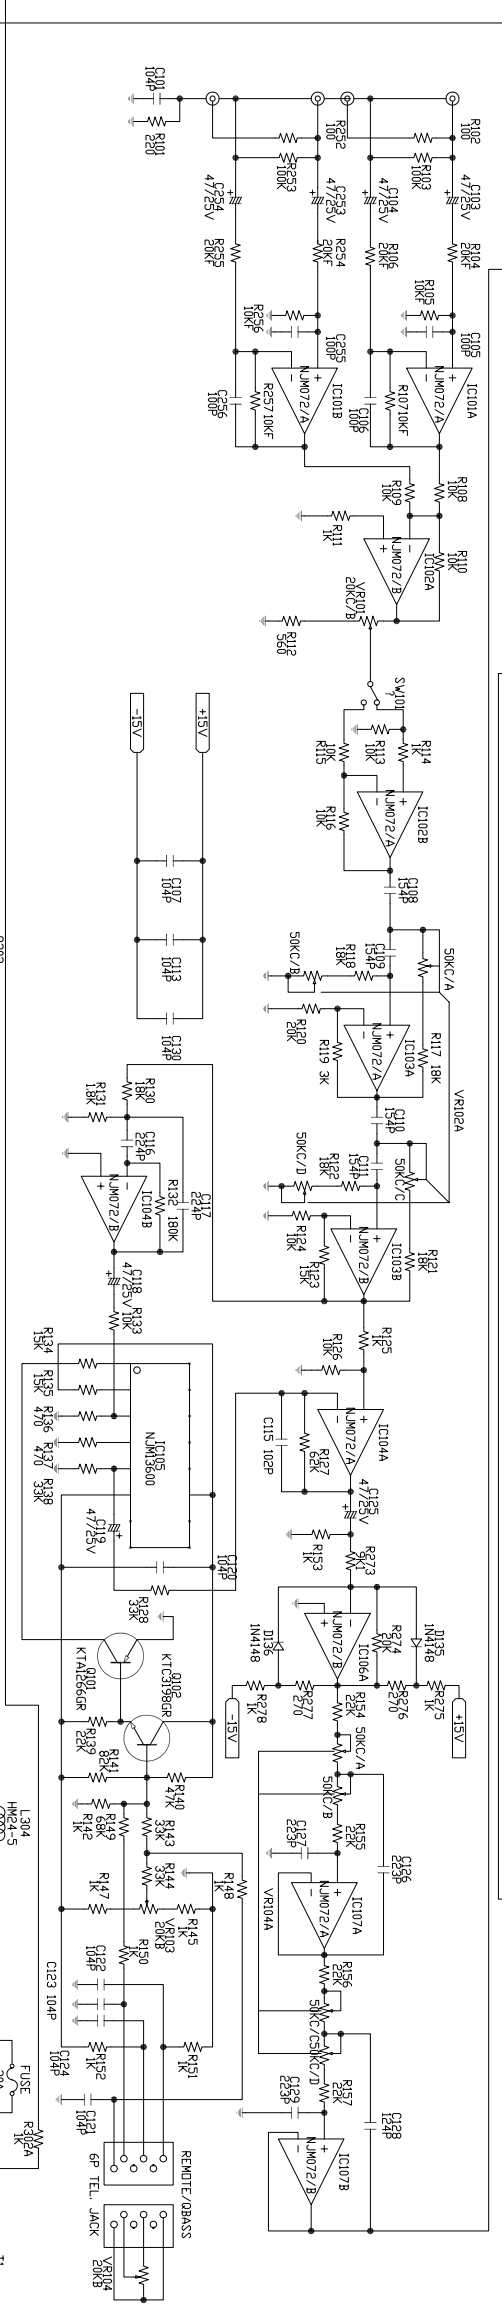 C101
104P
R101
220
R252
100
R253
100K
R102
100
R103
100K
C254
47/25V
R255
20KF
C253
47/25V
R254
20KF
C104
47/25V
R106
20KF
C103
47/25V
R104
20KF
R256
10KF
C255
100P
R105
10KF
C105
100P
NJM072/A
IC101B
R257 10KF
C256
100P
NJM072/A
IC101A
R107 10KF
C106
100P
R108
10K
R109
10K
R111
1K
R110
10K
NJM072/B
IC102A
VR101
20KC/B
R112
560
SW101
?
R113
10K
R114
1K
R115
10K
R116
10K
NJM072/A
IC102B
+15V
-15V
C107
104P
C113
104P
C130
104P
C108
154P
C109
154P
50KC/A
R117 18K
R118
18K
50KC/B
R120
20K
R119 3K
NJM072/A
IC103A
VR102A
C110
154P
C111
154P
50KC/C
R121
18K
R122
18K
50KC/D
R124
10K
R123
15K
NJM072/B
IC103B
R130
18K
R131
1.8K
C116
224P
C117
224P
R132 180K
IC104B
NJM072/B
C118
47/25V
R133
10K
R125
1K
R126
10K
NJM072/A
IC104A
R127
62K
C115 102P
C125
47/25V
R153
1K
R273
9K1
R134
15K
R135
15K
R136
470
R137
470
R138
33K
IC105
NJM13600
C119
47/25V
C120
104P
R128
33K
NJM072/B
IC106A
R274
20K
D135
1N4148
D136
1N4148
R275
1K
R276
270
R277
270
R278
1K
+15V
-15V
Q101
KTA1266GR
Q102
KTC3198GR
R139
22K
R141
82K
R140
47K
R149
68K
R142
1K
R143
33K
R144
33K
R148
1K
R147
1K
VR103
20KB
R145
1K
R150
1K
C122
104P
C123 104P
C124
104P
R152
1K
R151
1K
C121
104P
REMOTE/QBASS
6P TEL. JACK
VR104
20KB
R154
22K
50KC/A
50KC/B
R155
22K
C126
223P
C127
223P
NJM072/A
IC107A
VR104A
R156
22K
50KC/C
50KC/D
R157
22K
C128
124P
C129
223P
NJM072/B
IC107B
L304
HM24-5
FUSE
R302A
1K